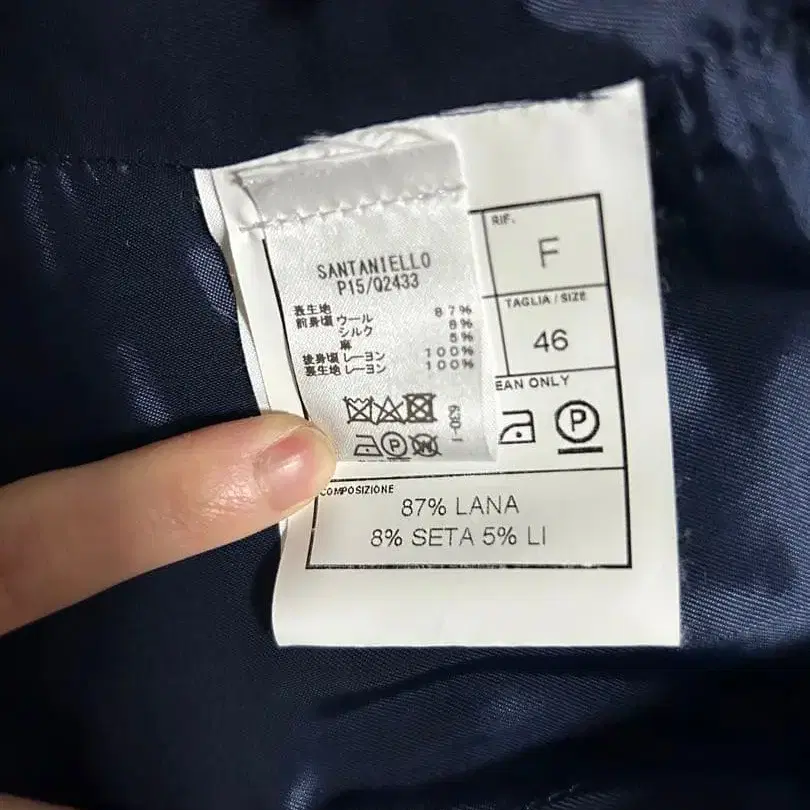 SANTANIELLO
P15/Q2433
表生地
前身頃 ウール 87%
シルク 8%
麻 5%
後身頃 レーヨン 100%
裏生地 レーヨン 100%
630-1
P
W
RIF.
F
TAGLIA / SIZE
46
EAN ONLY
P
COMPOSIZIONE
87% LANA
8% SETA 5% LI